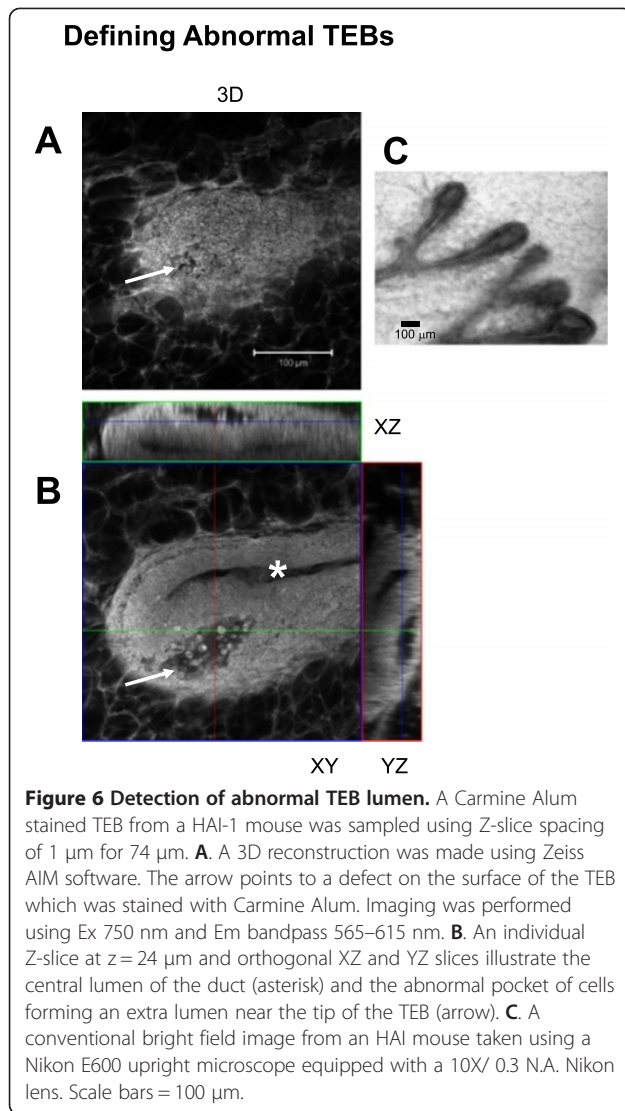 Defining Abnormal TEBs
3D
A
C
100 µm
100 µm
XZ
B
*
XY YZ
Figure 6 Detection of abnormal TEB lumen. A Carmine Alum
stained TEB from a HAI-1 mouse was sampled using Z-slice spacing
of 1 μm for 74 μm. A. A 3D reconstruction was made using Zeiss
AIM software. The arrow points to a defect on the surface of the TEB
which was stained with Carmine Alum. Imaging was performed
using Ex 750 nm and Em bandpass 565–615 nm. B. An individual
Z-slice at z = 24 μm and orthogonal XZ and YZ slices illustrate the
central lumen of the duct (asterisk) and the abnormal pocket of cells
forming an extra lumen near the tip of the TEB (arrow). C. A
conventional bright field image from an HAI mouse taken using a
Nikon E600 upright microscope equipped with a 10X/ 0.3 N.A. Nikon
lens. Scale bars = 100 μm.